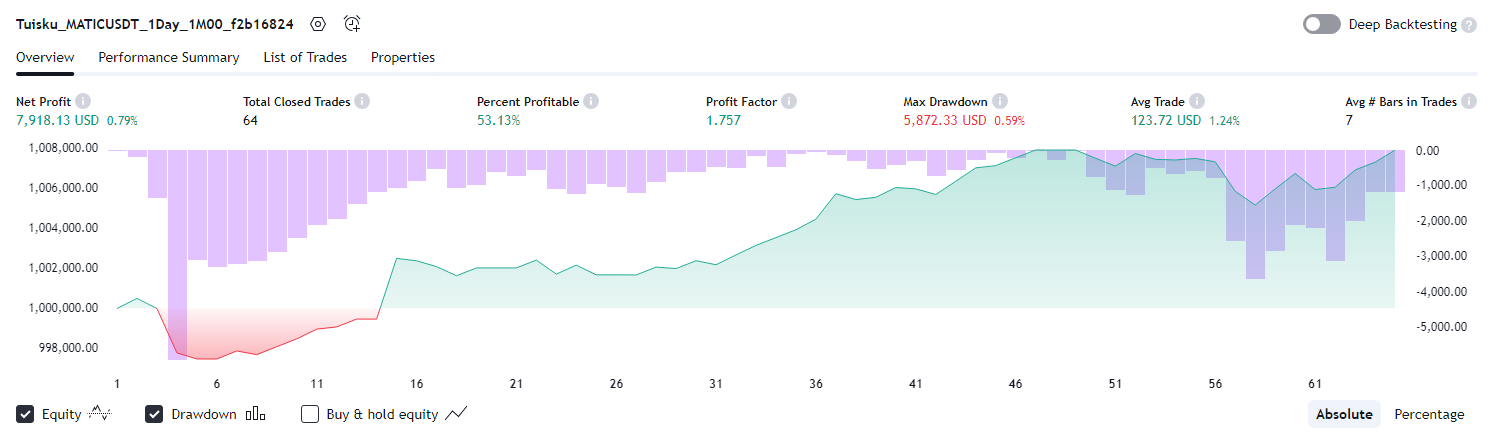 Tuisku_MATICUSDT_1Day_1M00_f2b16824 Deep Backtesting ?
Overview Performance Summary List of Trades Properties
Net Profit i Total Closed Trades i Percent Profitable i Profit Factor i Max Drawdown i Avg Trade i Avg # Bars in Trades i
7,918.13 USD 0.79% 64 53.13% 1.757 5,872.33 USD 0.59% 123.72 USD 1.24% 7
1,008,000.00 0.00
1,006,000.00 -1,000.00
1,004,000.00 -2,000.00
1,002,000.00 -3,000.00
1,000,000.00 -4,000.00
998,000.00 -5,000.00
1 6 11 16 21 26 31 36 41 46 51 56 61
Equity Drawdown Buy & hold equity Absolute Percentage